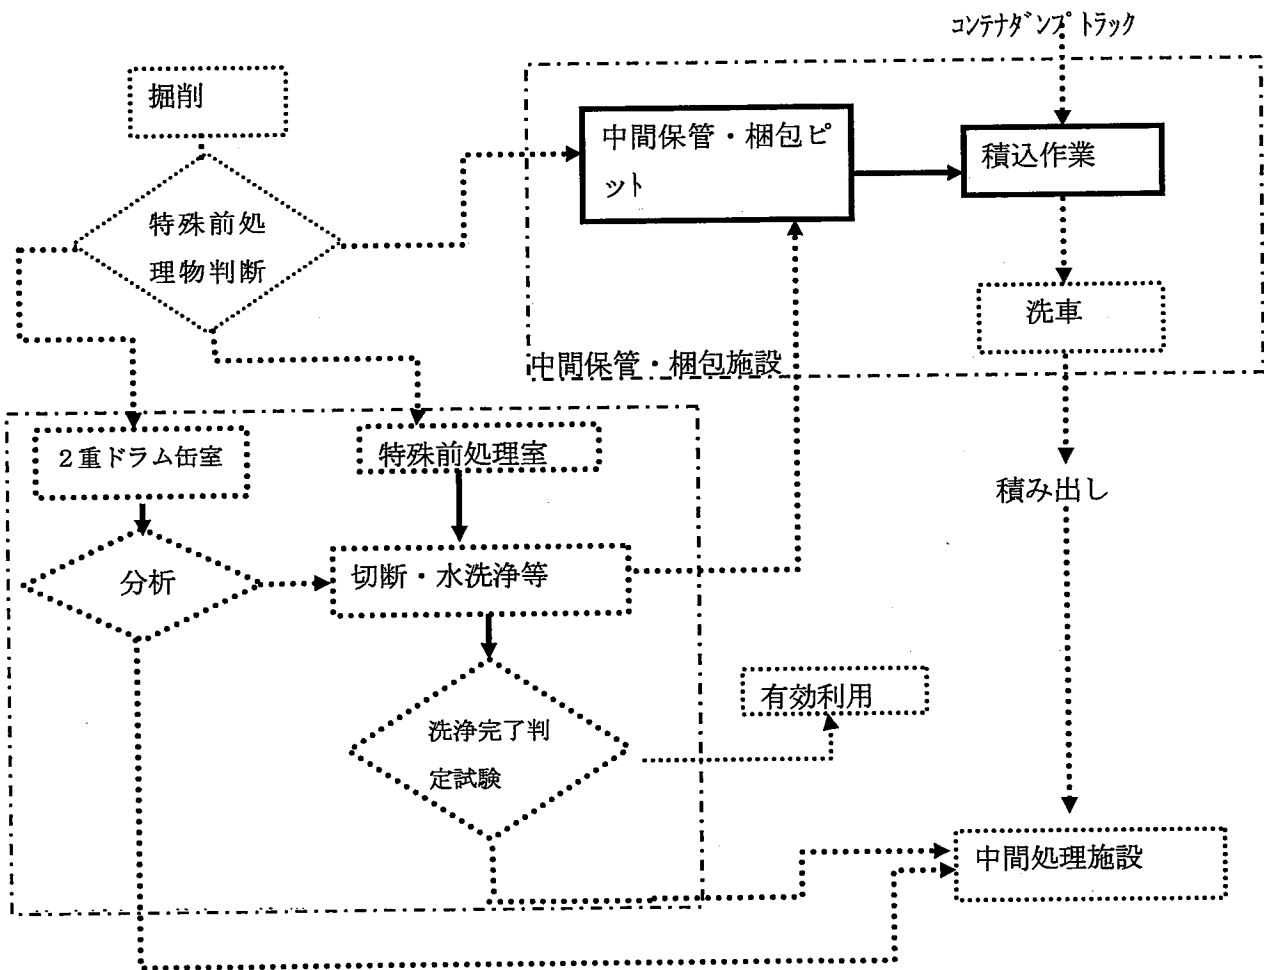 コンテナダンプトラック
掘削
中間保管・梱包ピ
ット
積込作業
特殊前処
理物判断
洗車
中間保管・梱包施設
２重ドラム缶室
特殊前処理室
積み出し
分析
切断・水洗浄等
有効利用
洗浄完了判
定試験
中間処理施設